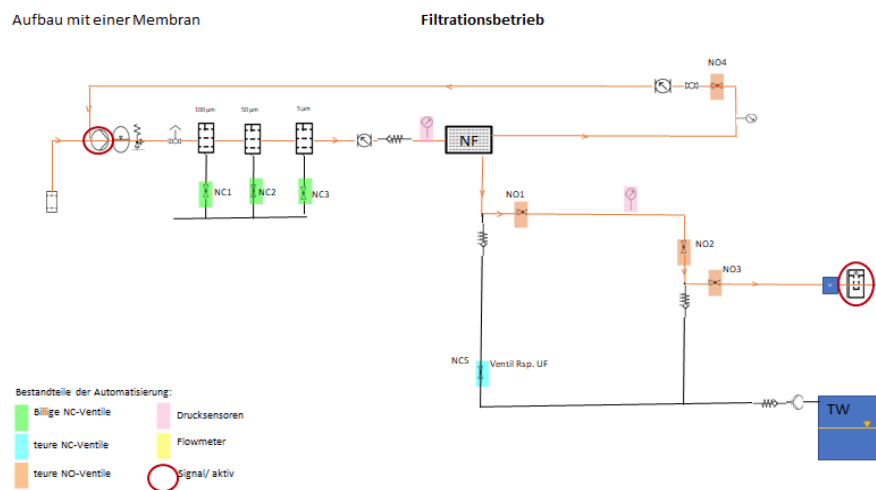 Aufbau mit einer Membran
Filtrationsbetrieb
NO4
100 µm
50 µm
5 µm
NF
NC1
NC2
NC3
NO1
NO2
NO3
NC5
Ventil Rsp. UF
TW
Bestandteile der Automatisierung:
Billige NC-Ventile
Drucksensoren
teure NC-Ventile
Flowmeter
teure NO-Ventile
Signal/ aktiv